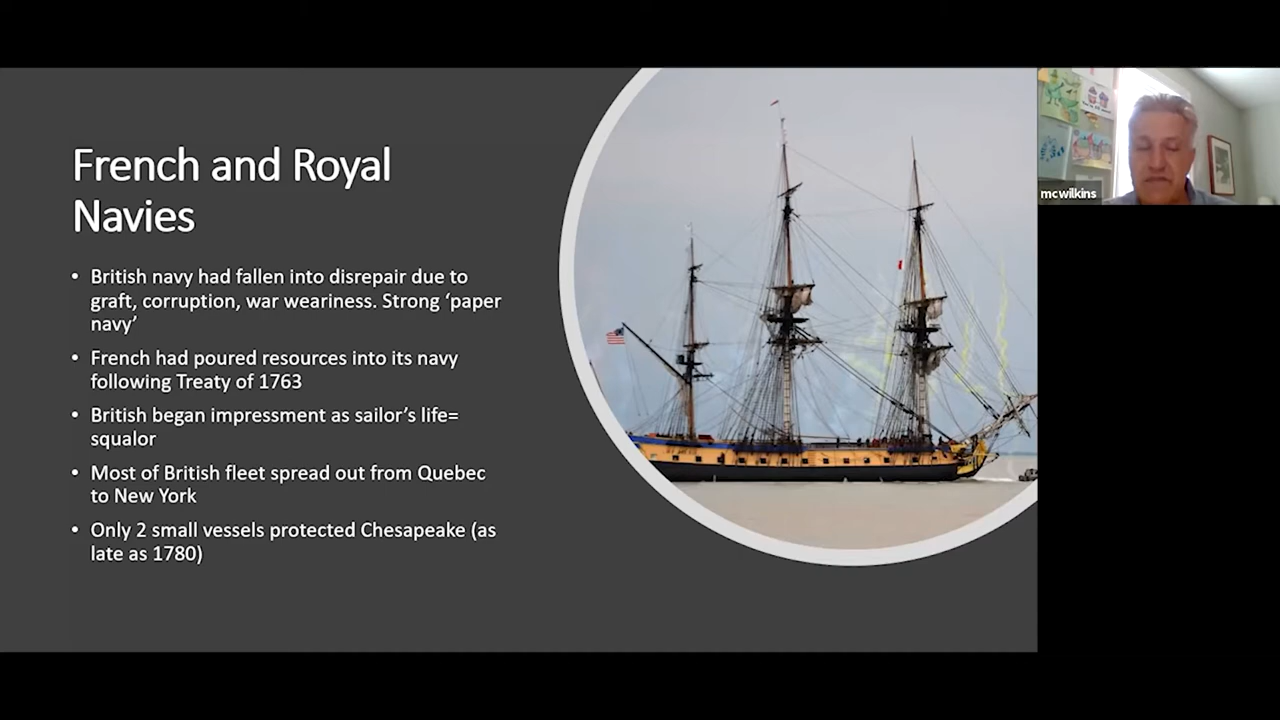 French and Royal
Navies
• British navy had fallen into disrepair due to
graft, corruption, war weariness. Strong ‘paper
navy’
• French had poured resources into its navy
following Treaty of 1763
• British began impressment as sailor’s life=
squalor
• Most of British fleet spread out from Quebec
to New York
• Only 2 small vessels protected Chesapeake (as
late as 1780)
mcwilkins